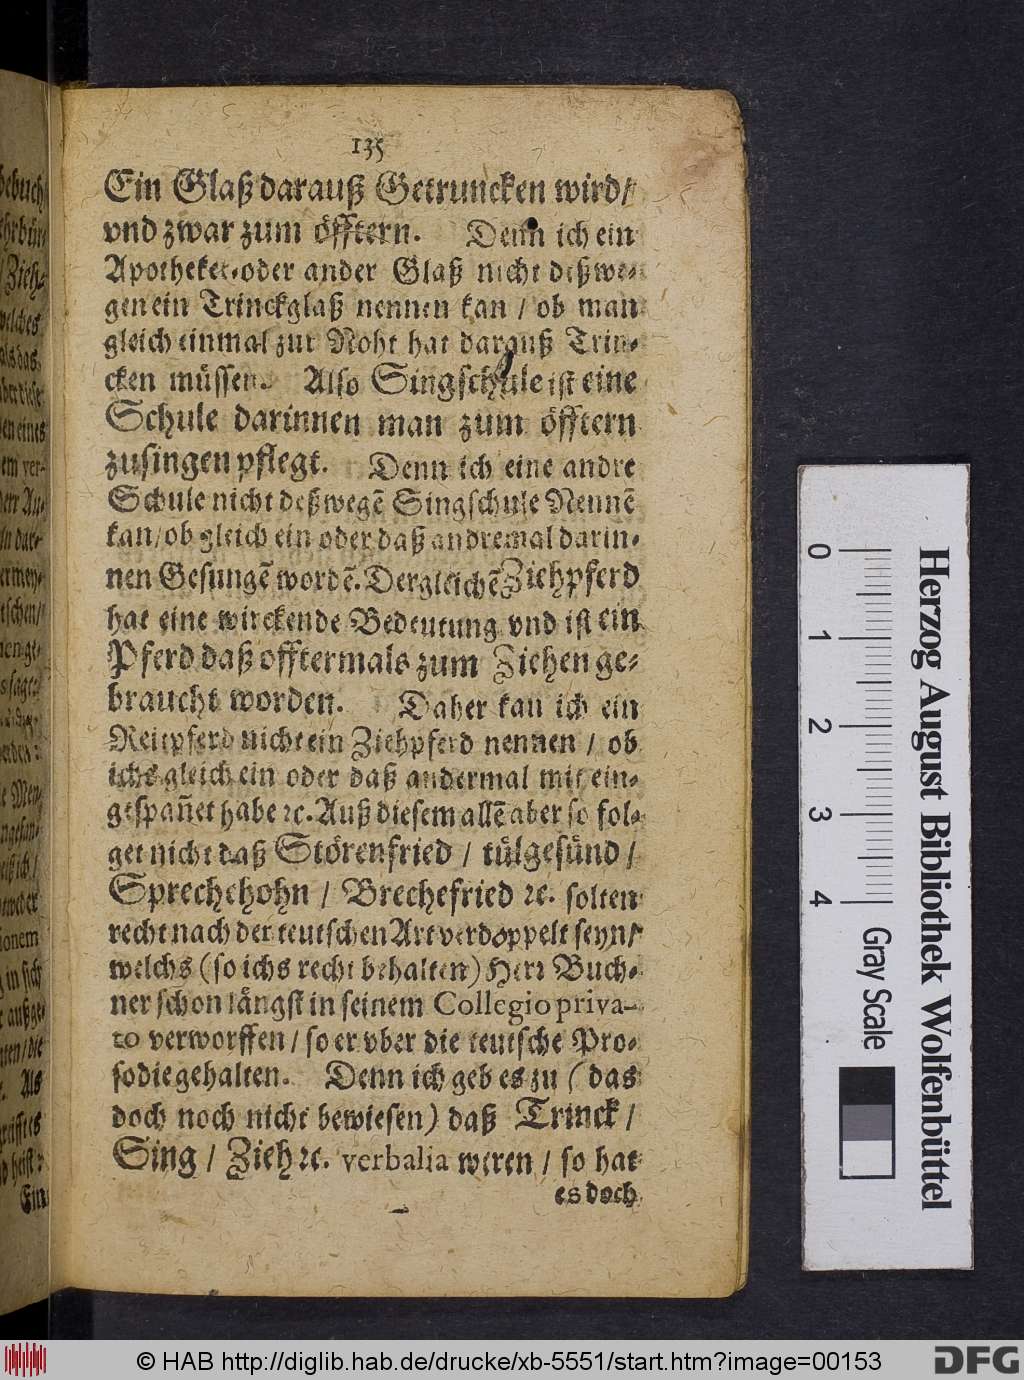 135
Ein Glaß darauß Getruncken wird/
vnd zwar zum öfftern. Denn ich ein
Apotheker-oder ander Glaß nicht deßwe-
gen ein Trinckglaß nennen kan / ob man
gleich einmal zur Noht hat darauß Trin-
cken müssen. Also Singschule ist eine
Schule darinnen man zum öfftern
zusingen pflegt. Denn ich eine andre
Schule nicht deßwegē Singschule Nennē
kan/ ob gleich ein oder daß andremal darin-
nen Gesungē wordē. Dergleichē Ziehpferd
hat eine wirckende Bedeutung vnd ist ein
Pferd daß offtermals zum Ziehen ge-
braucht worden. Daher kan ich ein
Reitpferd nicht ein Ziehpferd nennen / ob
ichs gleich ein oder daß andermal mit ein-
gespañet habe ꝛc. Auß diesem allē aber so fol-
get nicht daß Störenfried / tülgesünd /
Sprechehohn / Brechefried ꝛc. solten
recht nach der teutschen Art verdoppelt seyn/
welchs (so ichs recht behalten) Herr Buch-
ner schon längst in seinem Collegio priva-
to verworffen / so er vber die teutsche Pro-
sodie gehalten. Denn ich geb es zu ( das
doch noch nicht bewiesen) daß Trinck /
Sing / Zieh ꝛc. verbalia weren / so hat
es doch
Herzog August Bibliothek Wolfenbüttel
0 1 2 3 4 Gray Scale
© HAB http://diglib.hab.de/drucke/xb-5551/start.htm?image=00153
DFG